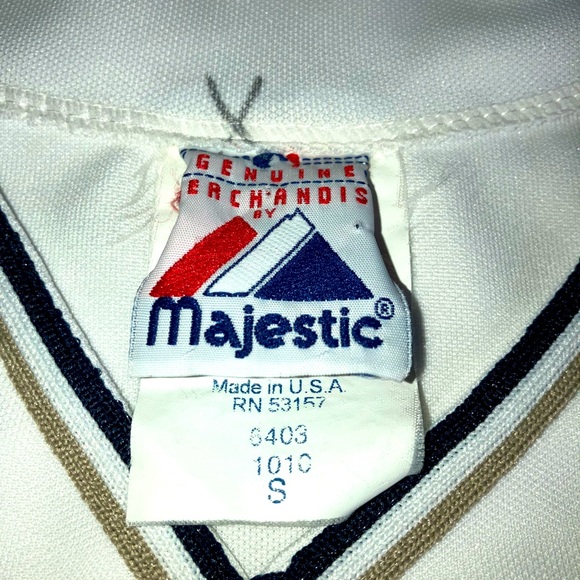 GENUINE
ERCHANDIS
BY
Majestic®
Made in U.S.A.
RN 53157
6403
1010
S